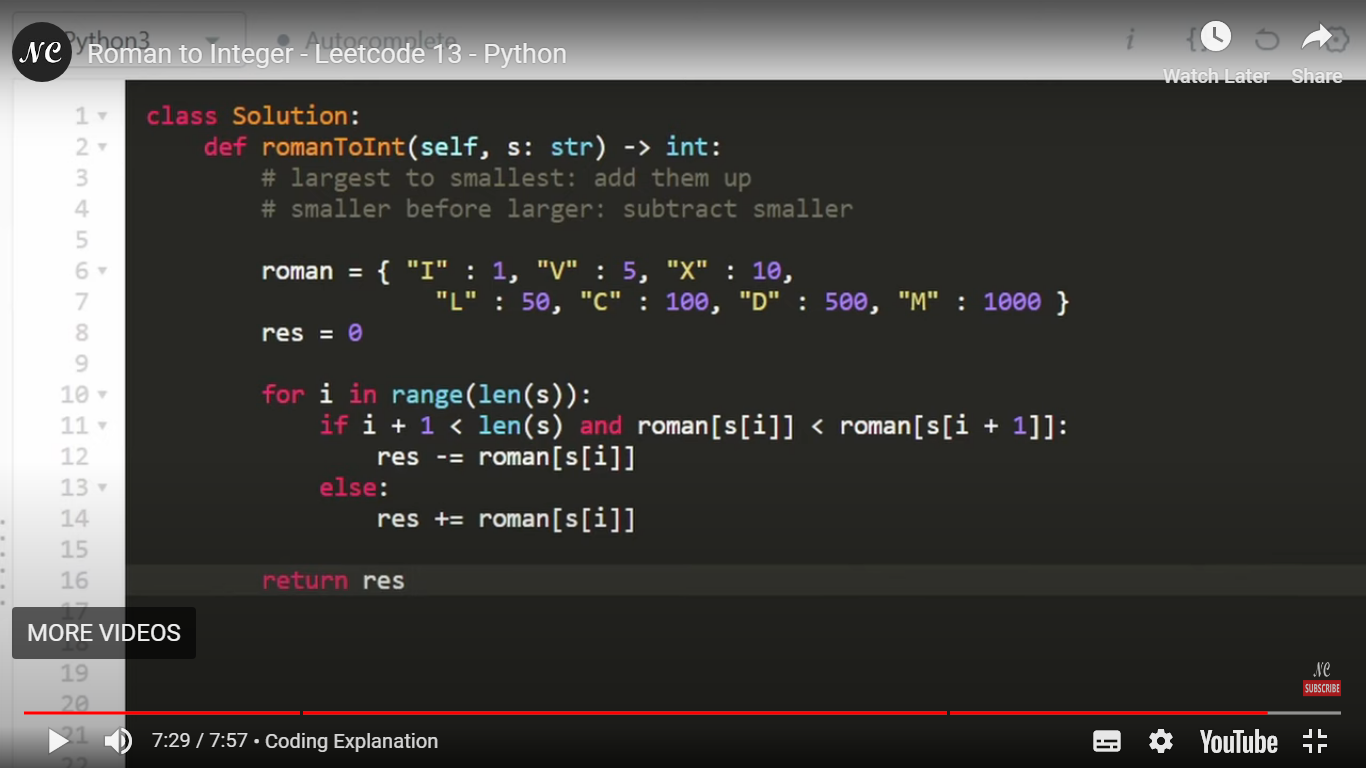 Python3
Autocomplete
i
{}
NC
Roman to Integer - Leetcode 13 - Python
Watch Later
Share
1 class Solution:
2 def romanToInt(self, s: str) -> int:
3 # largest to smallest: add them up
4 # smaller before larger: subtract smaller
5
6 roman = { "I" : 1, "V" : 5, "X" : 10,
7 "L" : 50, "C" : 100, "D" : 500, "M" : 1000 }
8 res = 0
9
10 for i in range(len(s)):
11 if i + 1 < len(s) and roman[s[i]] < roman[s[i + 1]]:
12 res -= roman[s[i]]
13 else:
14 res += roman[s[i]]
15
16 return res
17
MORE VIDEOS
18
19
NC
SUBSCRIBE
20
21
7:29 / 7:57 • Coding Explanation
YouTube
22